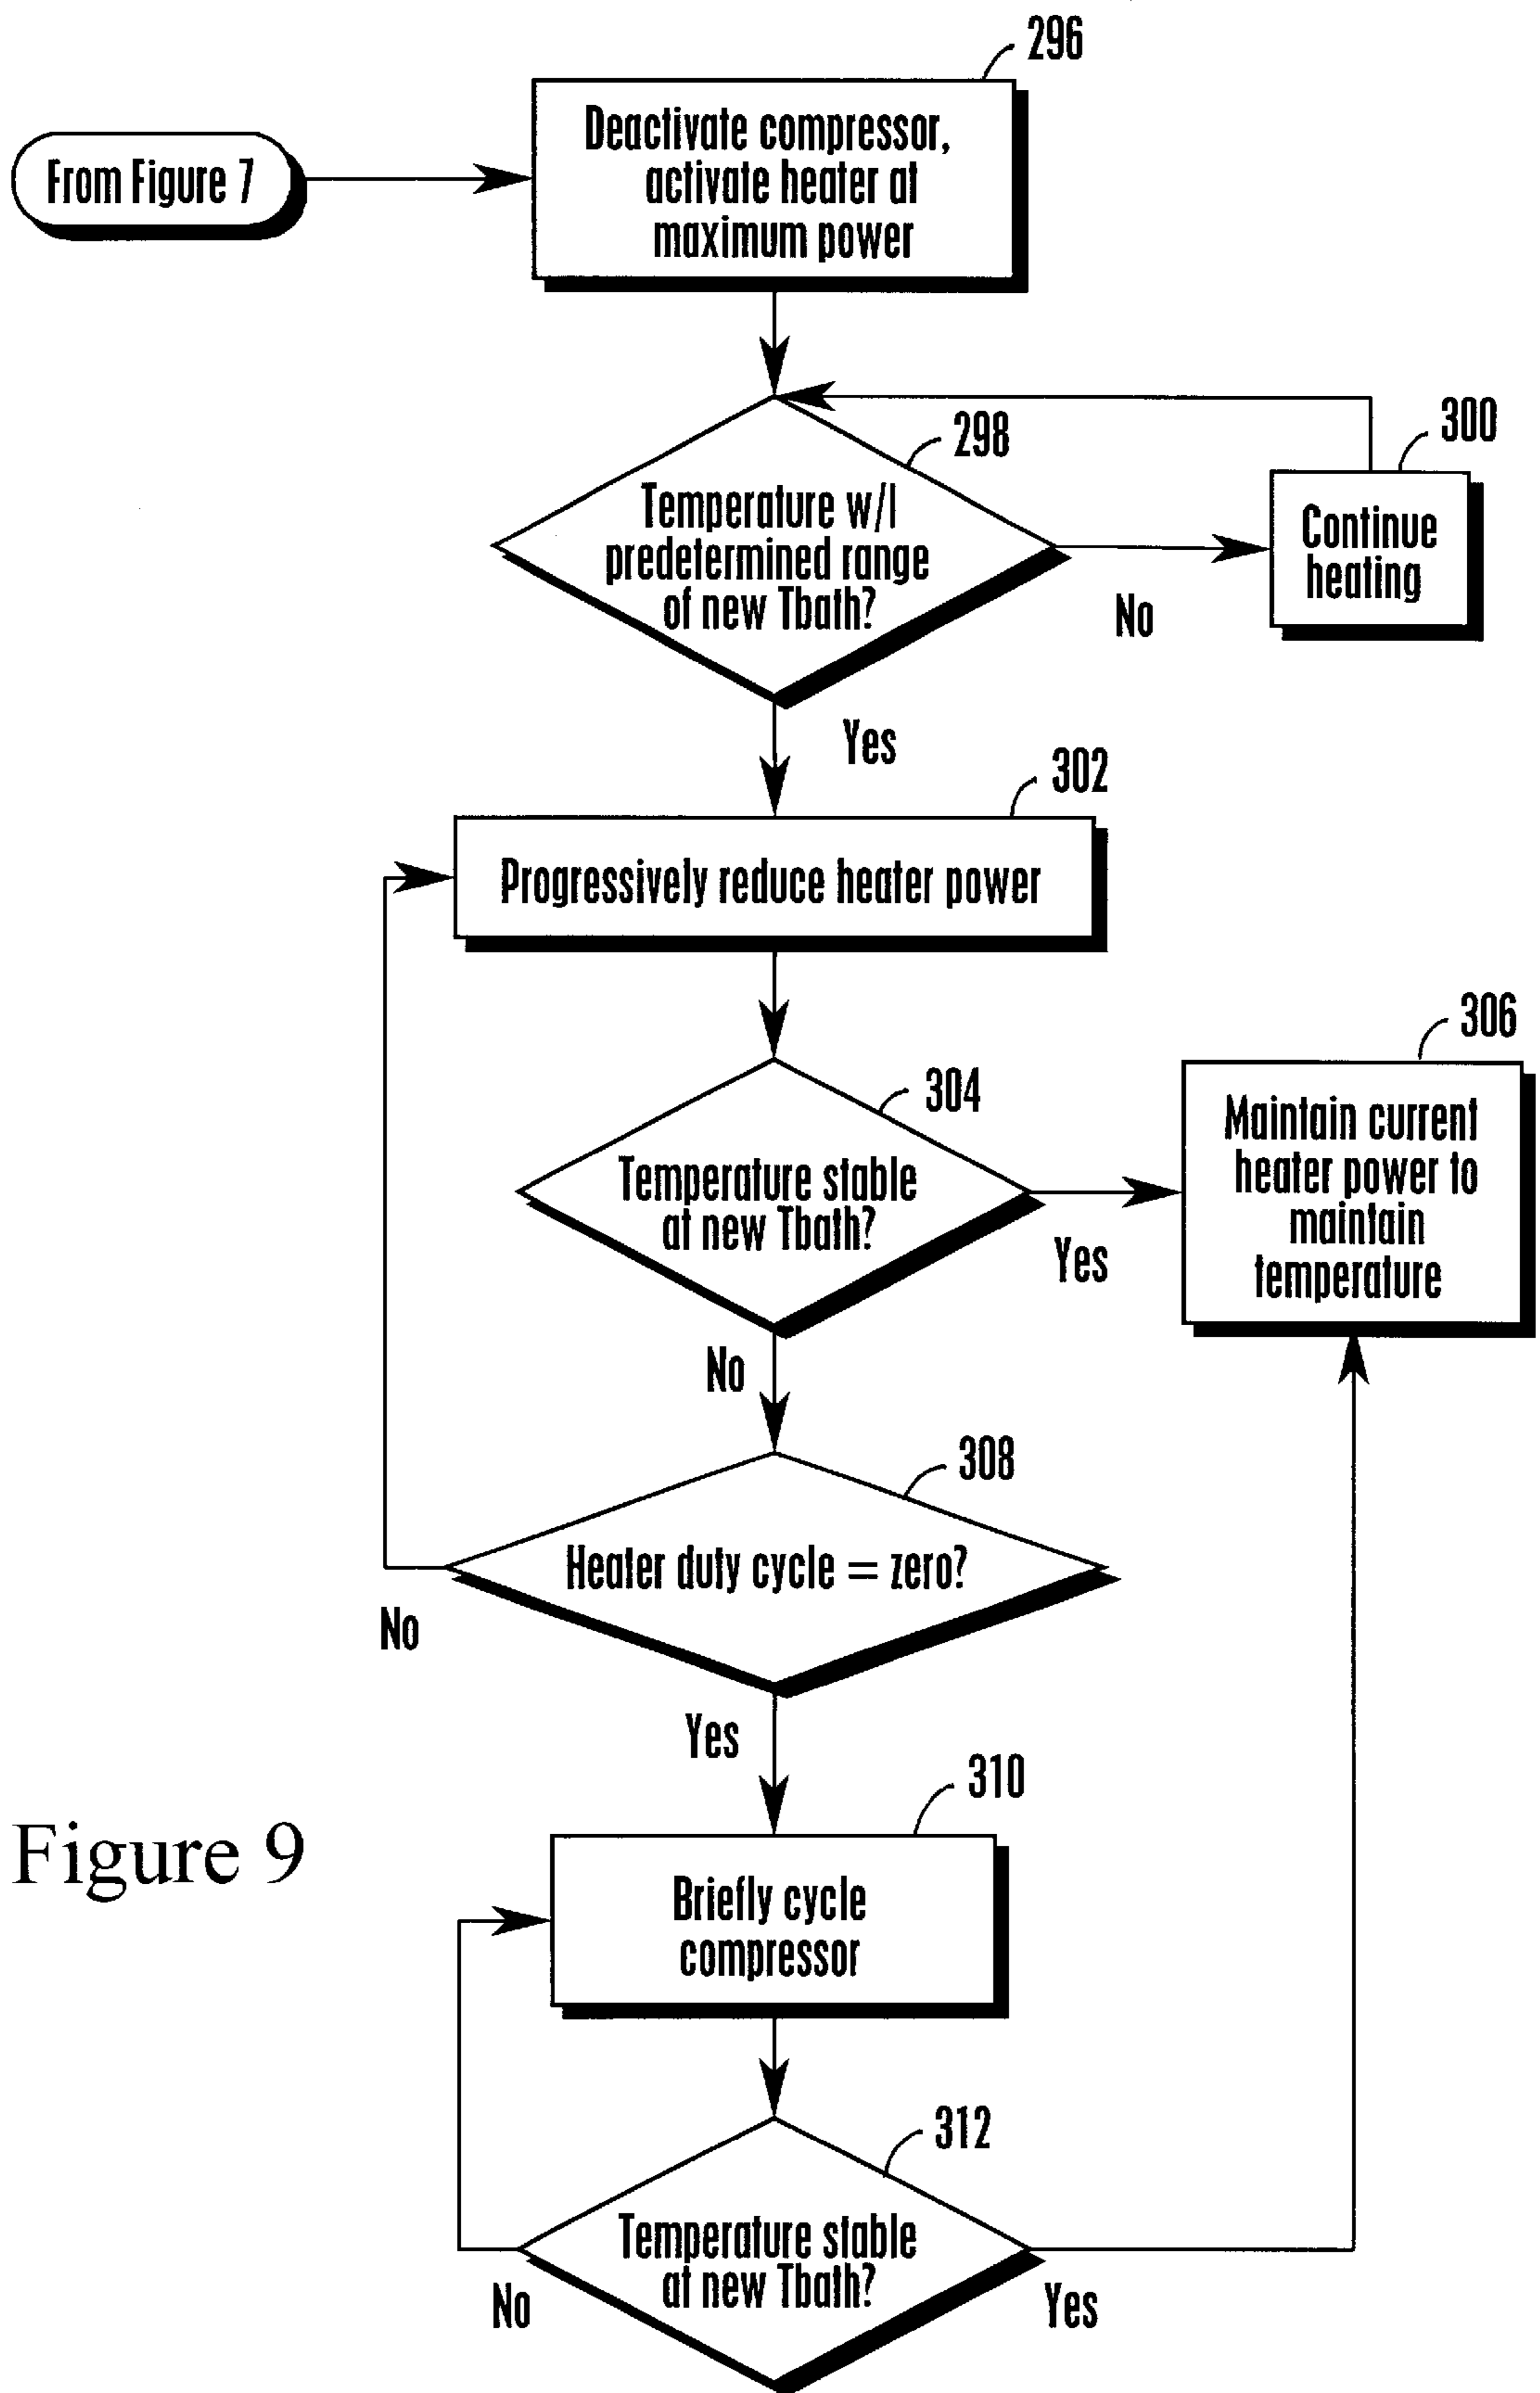 296
Deactivate compressor,
activate heater at
maximum power
From Figure 7
298
Temperature w/I
predetermined range
of new Tbath?
300
Continue
heating
No
Yes
302
Progressively reduce heater power
304
Temperature stable
at new Tbath?
Yes
306
Maintain current
heater power to
maintain
temperature
No
308
Heater duty cycle = zero?
No
Yes
310
Briefly cycle
compressor
Figure 9
312
Temperature stable
at new Tbath?
No
Yes